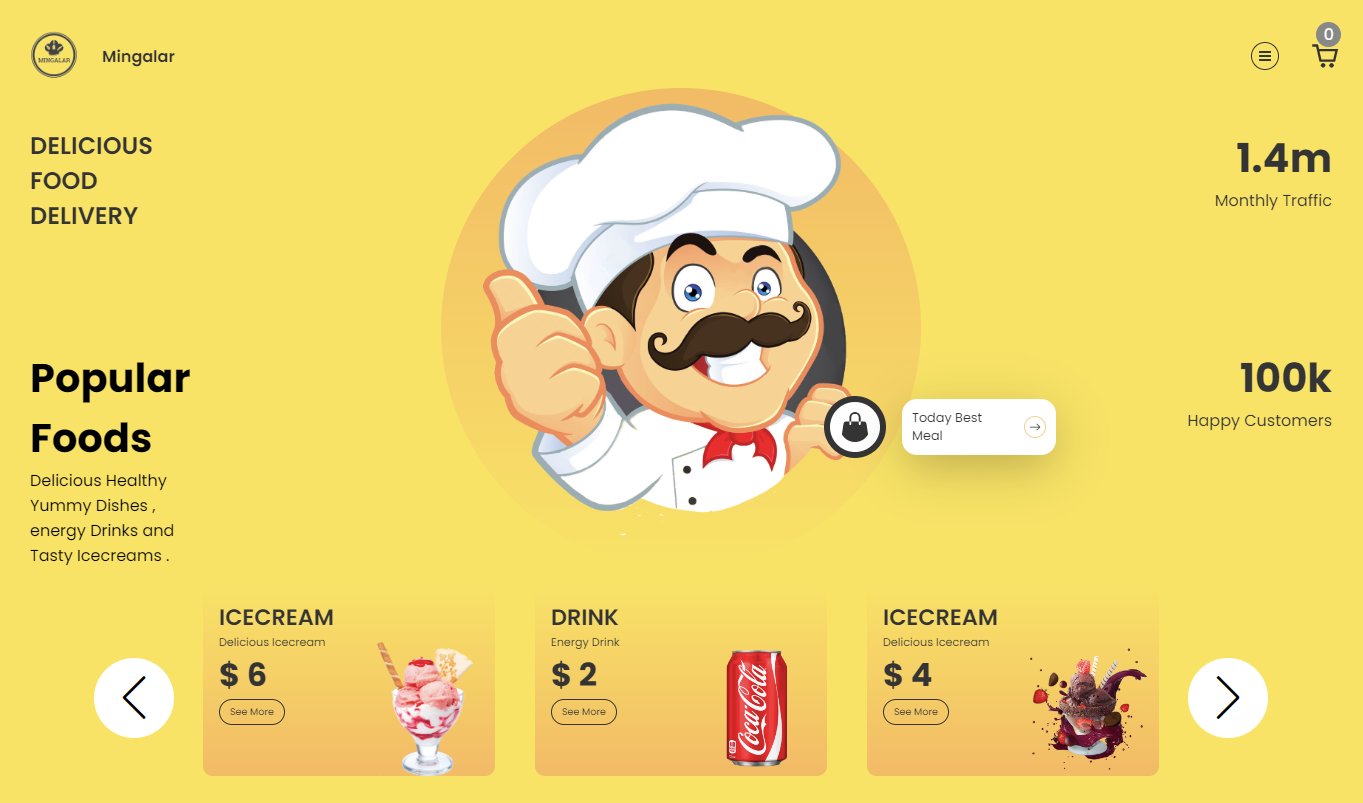 MINGALAR
Mingalar
0
DELICIOUS
FOOD
DELIVERY
1.4m
Monthly Traffic
Popular
Foods
Delicious Healthy
Yummy Dishes ,
energy Drinks and
Tasty Icecreams .
Today Best
Meal
100k
Happy Customers
ICECREAM
Delicious Icecream
$ 6
See More
DRINK
Energy Drink
$ 2
See More
Coca-Cola
ICECREAM
Delicious Icecream
$ 4
See More